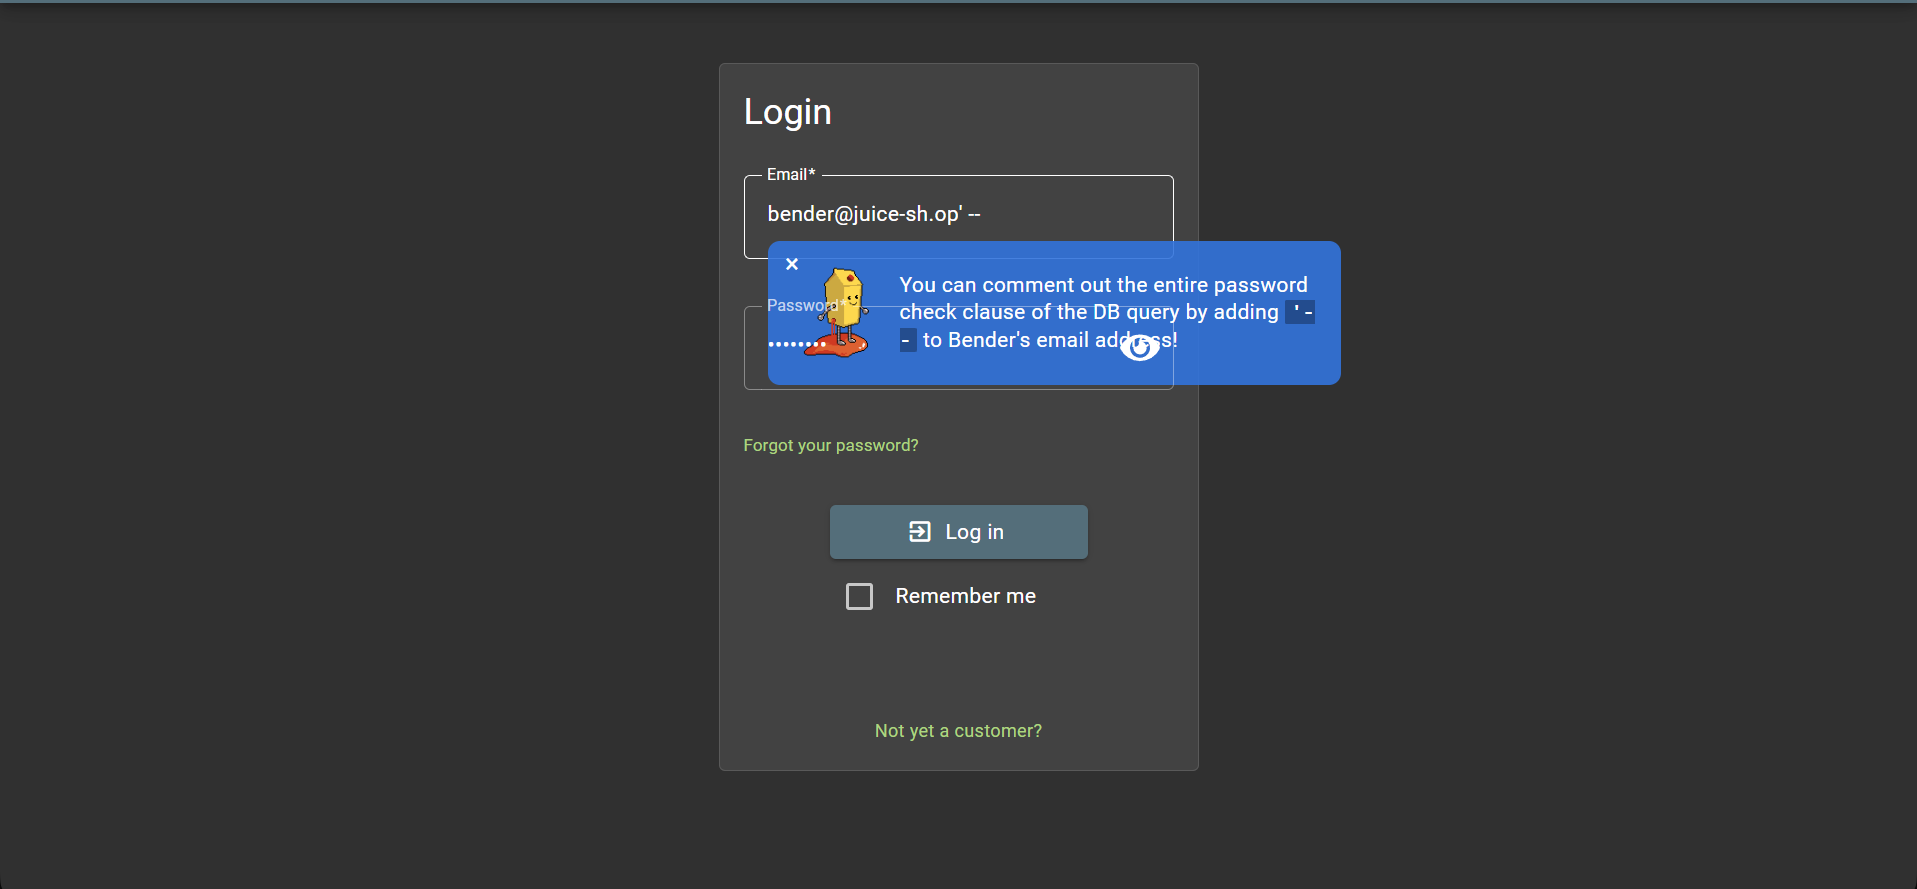 Login
Email*
bender@juice-sh.op' --
×
You can comment out the entire password
check clause of the DB query by adding ' -
- to Bender's email address!
Password*
••••••••
Forgot your password?
Log in
Remember me
Not yet a customer?